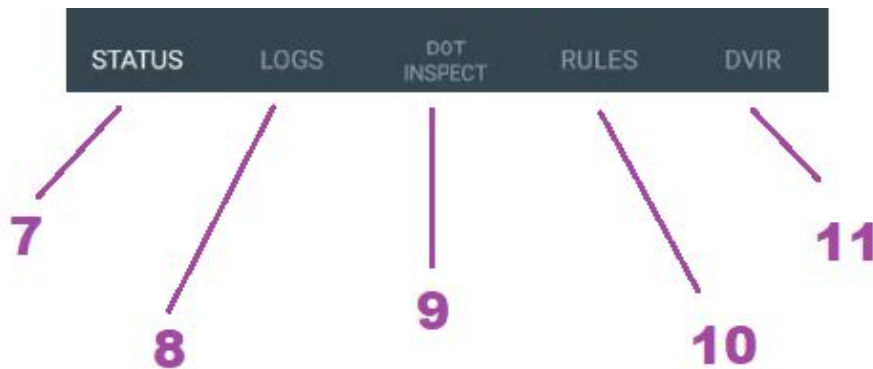 STATUS
LOGS
DOT
INSPECT
RULES
DVIR
7
8
9
10
11